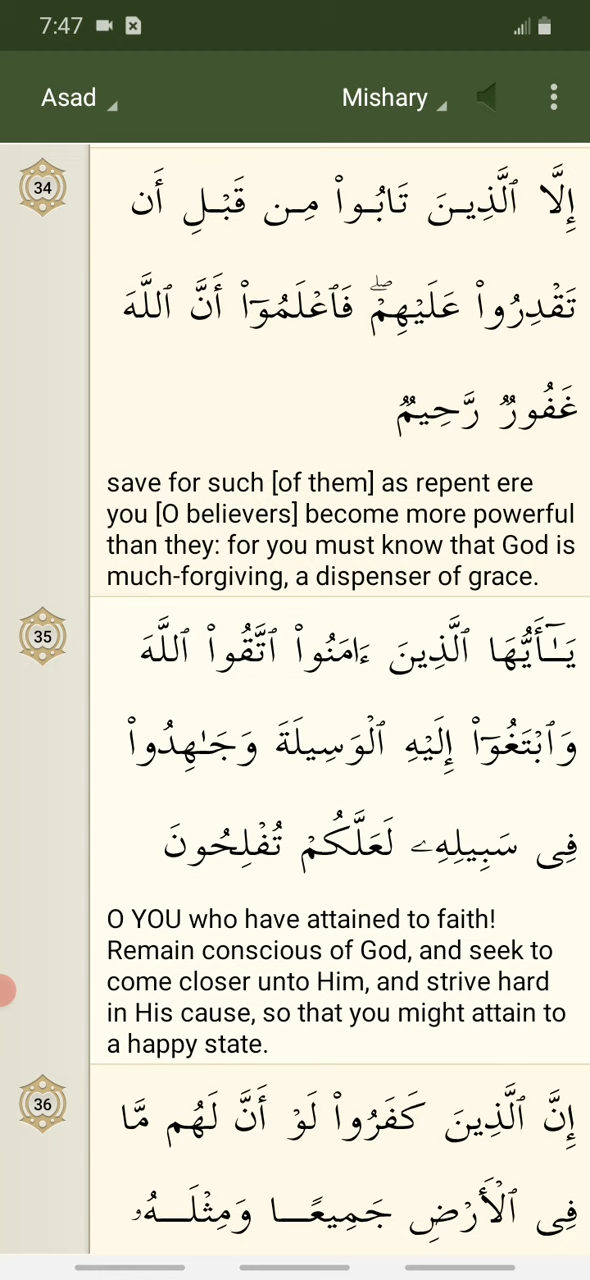 7:47
Asad Mishary
34
إِلَّا ٱلَّذِينَ تَابُوا۟ مِن قَبْلِ أَن
تَقْدِرُوا۟ عَلَيْهِمْ ۖ فَٱعْلَمُوٓا۟ أَنَّ ٱللَّهَ
غَفُورٌ رَّحِيمٌ
save for such [of them] as repent ere
you [O believers] become more powerful
than they: for you must know that God is
much-forgiving, a dispenser of grace.
35
يَـٰٓأَيُّهَا ٱلَّذِينَ ءَامَنُوا۟ ٱتَّقُوا۟ ٱللَّهَ
وَٱبْتَغُوٓا۟ إِلَيْهِ ٱلْوَسِيلَةَ وَجَـٰهِدُوا۟
فِى سَبِيلِهِۦ لَعَلَّكُمْ تُفْلِحُونَ
O YOU who have attained to faith!
Remain conscious of God, and seek to
come closer unto Him, and strive hard
in His cause, so that you might attain to
a happy state.
36
إِنَّ ٱلَّذِينَ كَفَرُوا۟ لَوْ أَنَّ لَهُم مَّا
فِى ٱلْأَرْضِ جَمِيعًا وَمِثْلَهُۥ